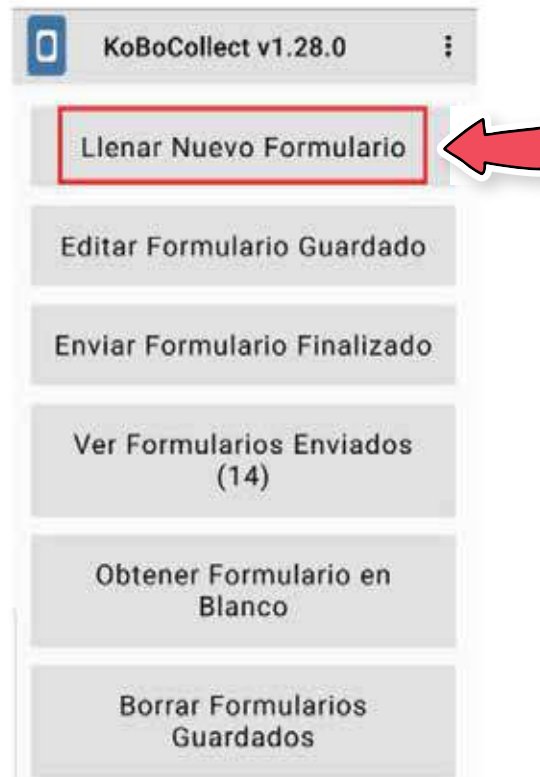 KoBoCollect v1.28.0
Llenar Nuevo Formulario
Editar Formulario Guardado
Enviar Formulario Finalizado
Ver Formularios Enviados
(14)
Obtener Formulario en
Blanco
Borrar Formularios
Guardados